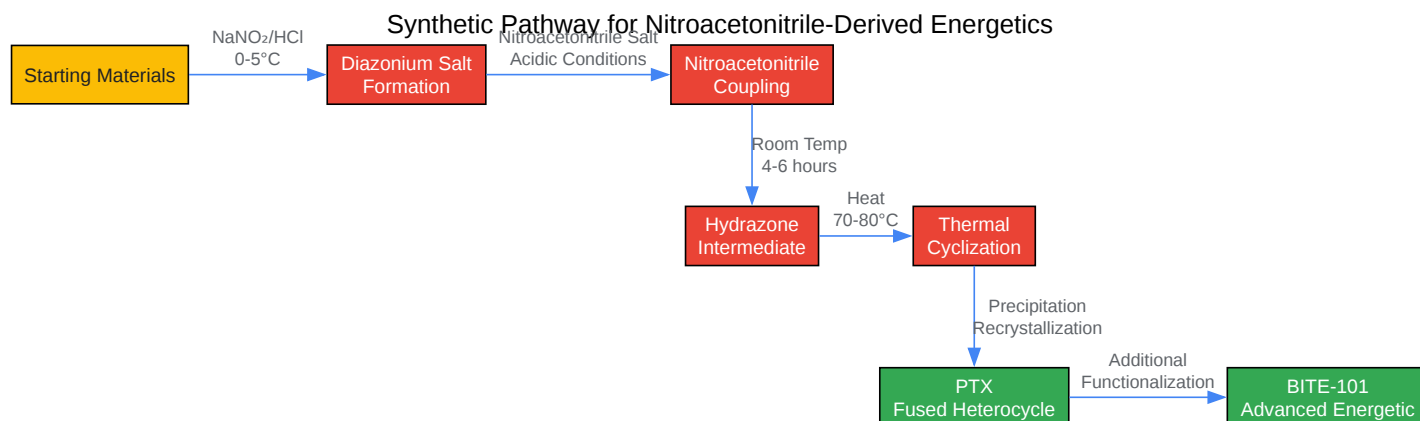 Synthetic Pathway for Nitroacetonitrile-Derived Energetics
Starting Materials
NaNO₂/HCl
0-5°C
Diazonium Salt
Formation
Nitroacetonitrile Salt
Acidic Conditions
Nitroacetonitrile
Coupling
Room Temp
4-6 hours
Hydrazone
Intermediate
Heat
70-80°C
Thermal
Cyclization
Precipitation
Recrystallization
PTX
Fused Heterocycle
Additional
Functionalization
BITE-101
Advanced Energetic